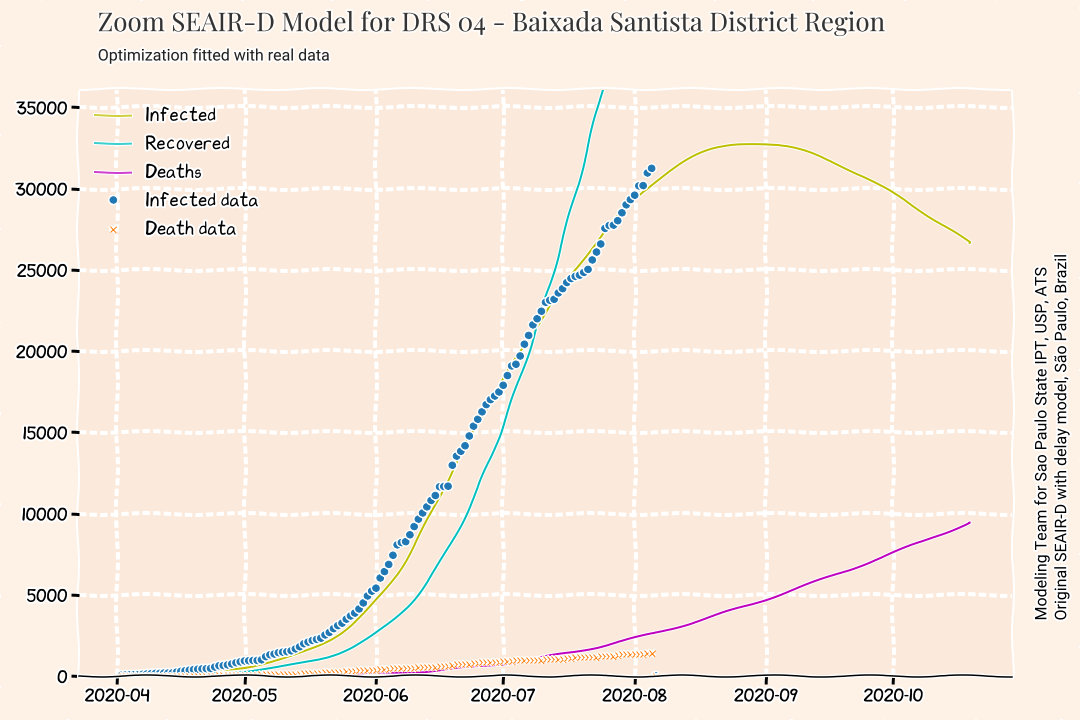 Zoom SEAIR-D Model for DRS 04 - Baixada Santista District Region
Optimization fitted with real data
Infected
Recovered
Deaths
Infected data
Death data
35000
30000
25000
20000
15000
10000
5000
0
2020-04 2020-05 2020-06 2020-07 2020-08 2020-09 2020-10
Modeling Team for Sao Paulo State IPT, USP, ATS
Original SEAIR-D with delay model, São Paulo, Brazil